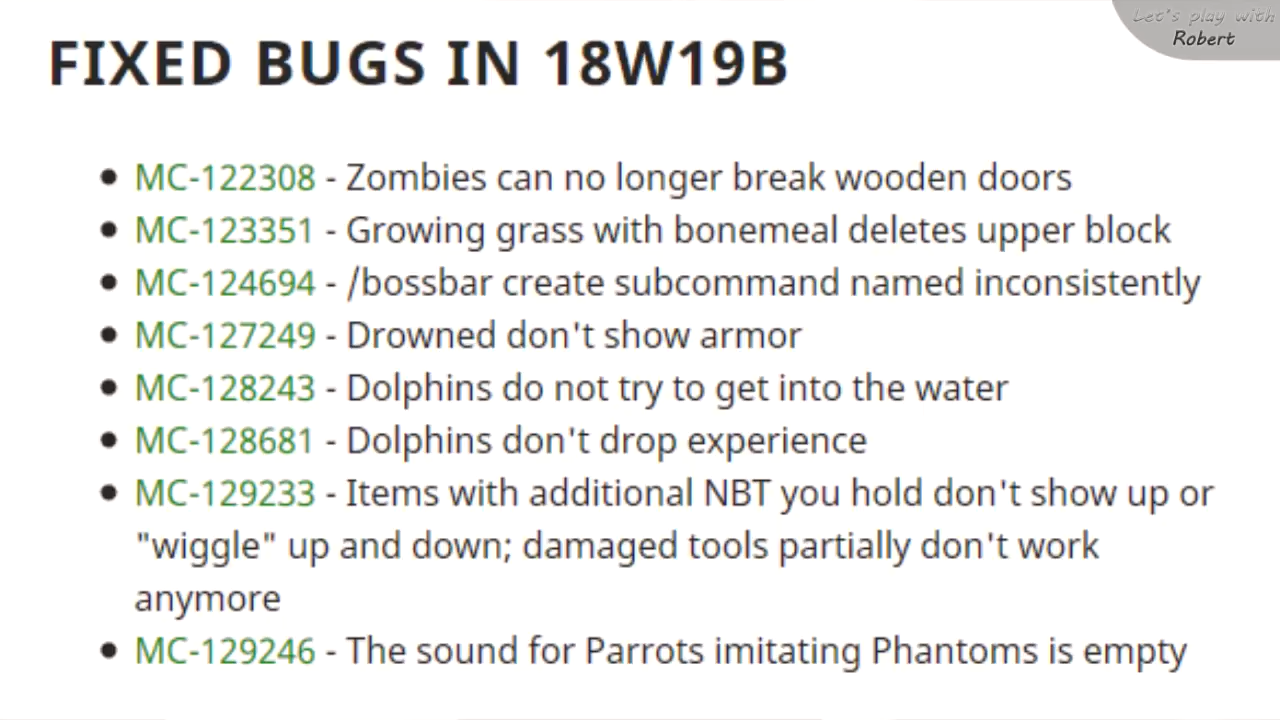 Let's play with
Robert
FIXED BUGS IN 18W19B
• MC-122308 - Zombies can no longer break wooden doors
• MC-123351 - Growing grass with bonemeal deletes upper block
• MC-124694 - /bossbar create subcommand named inconsistently
• MC-127249 - Drowned don't show armor
• MC-128243 - Dolphins do not try to get into the water
• MC-128681 - Dolphins don't drop experience
• MC-129233 - Items with additional NBT you hold don't show up or
"wiggle" up and down; damaged tools partially don't work
anymore
• MC-129246 - The sound for Parrots imitating Phantoms is empty